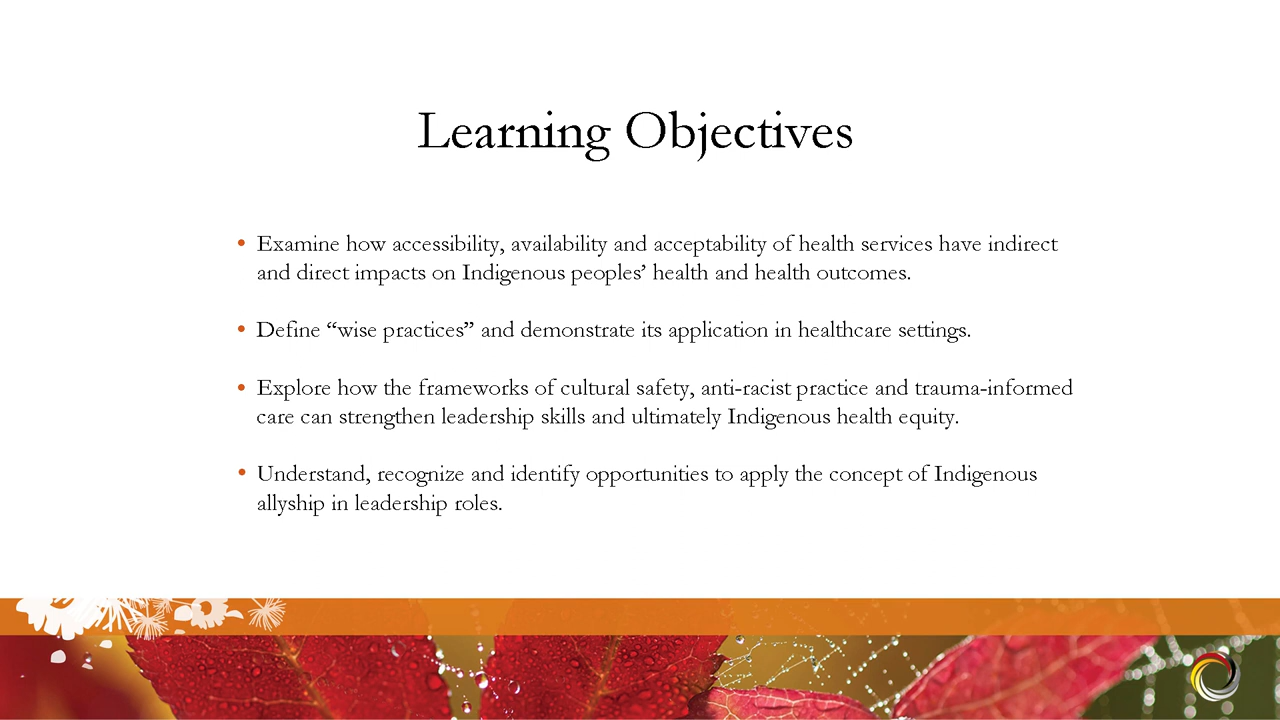 Learning Objectives
• Examine how accessibility, availability and acceptability of health services have indirect
and direct impacts on Indigenous peoples’ health and health outcomes.
• Define “wise practices” and demonstrate its application in healthcare settings.
• Explore how the frameworks of cultural safety, anti-racist practice and trauma-informed
care can strengthen leadership skills and ultimately Indigenous health equity.
• Understand, recognize and identify opportunities to apply the concept of Indigenous
allyship in leadership roles.